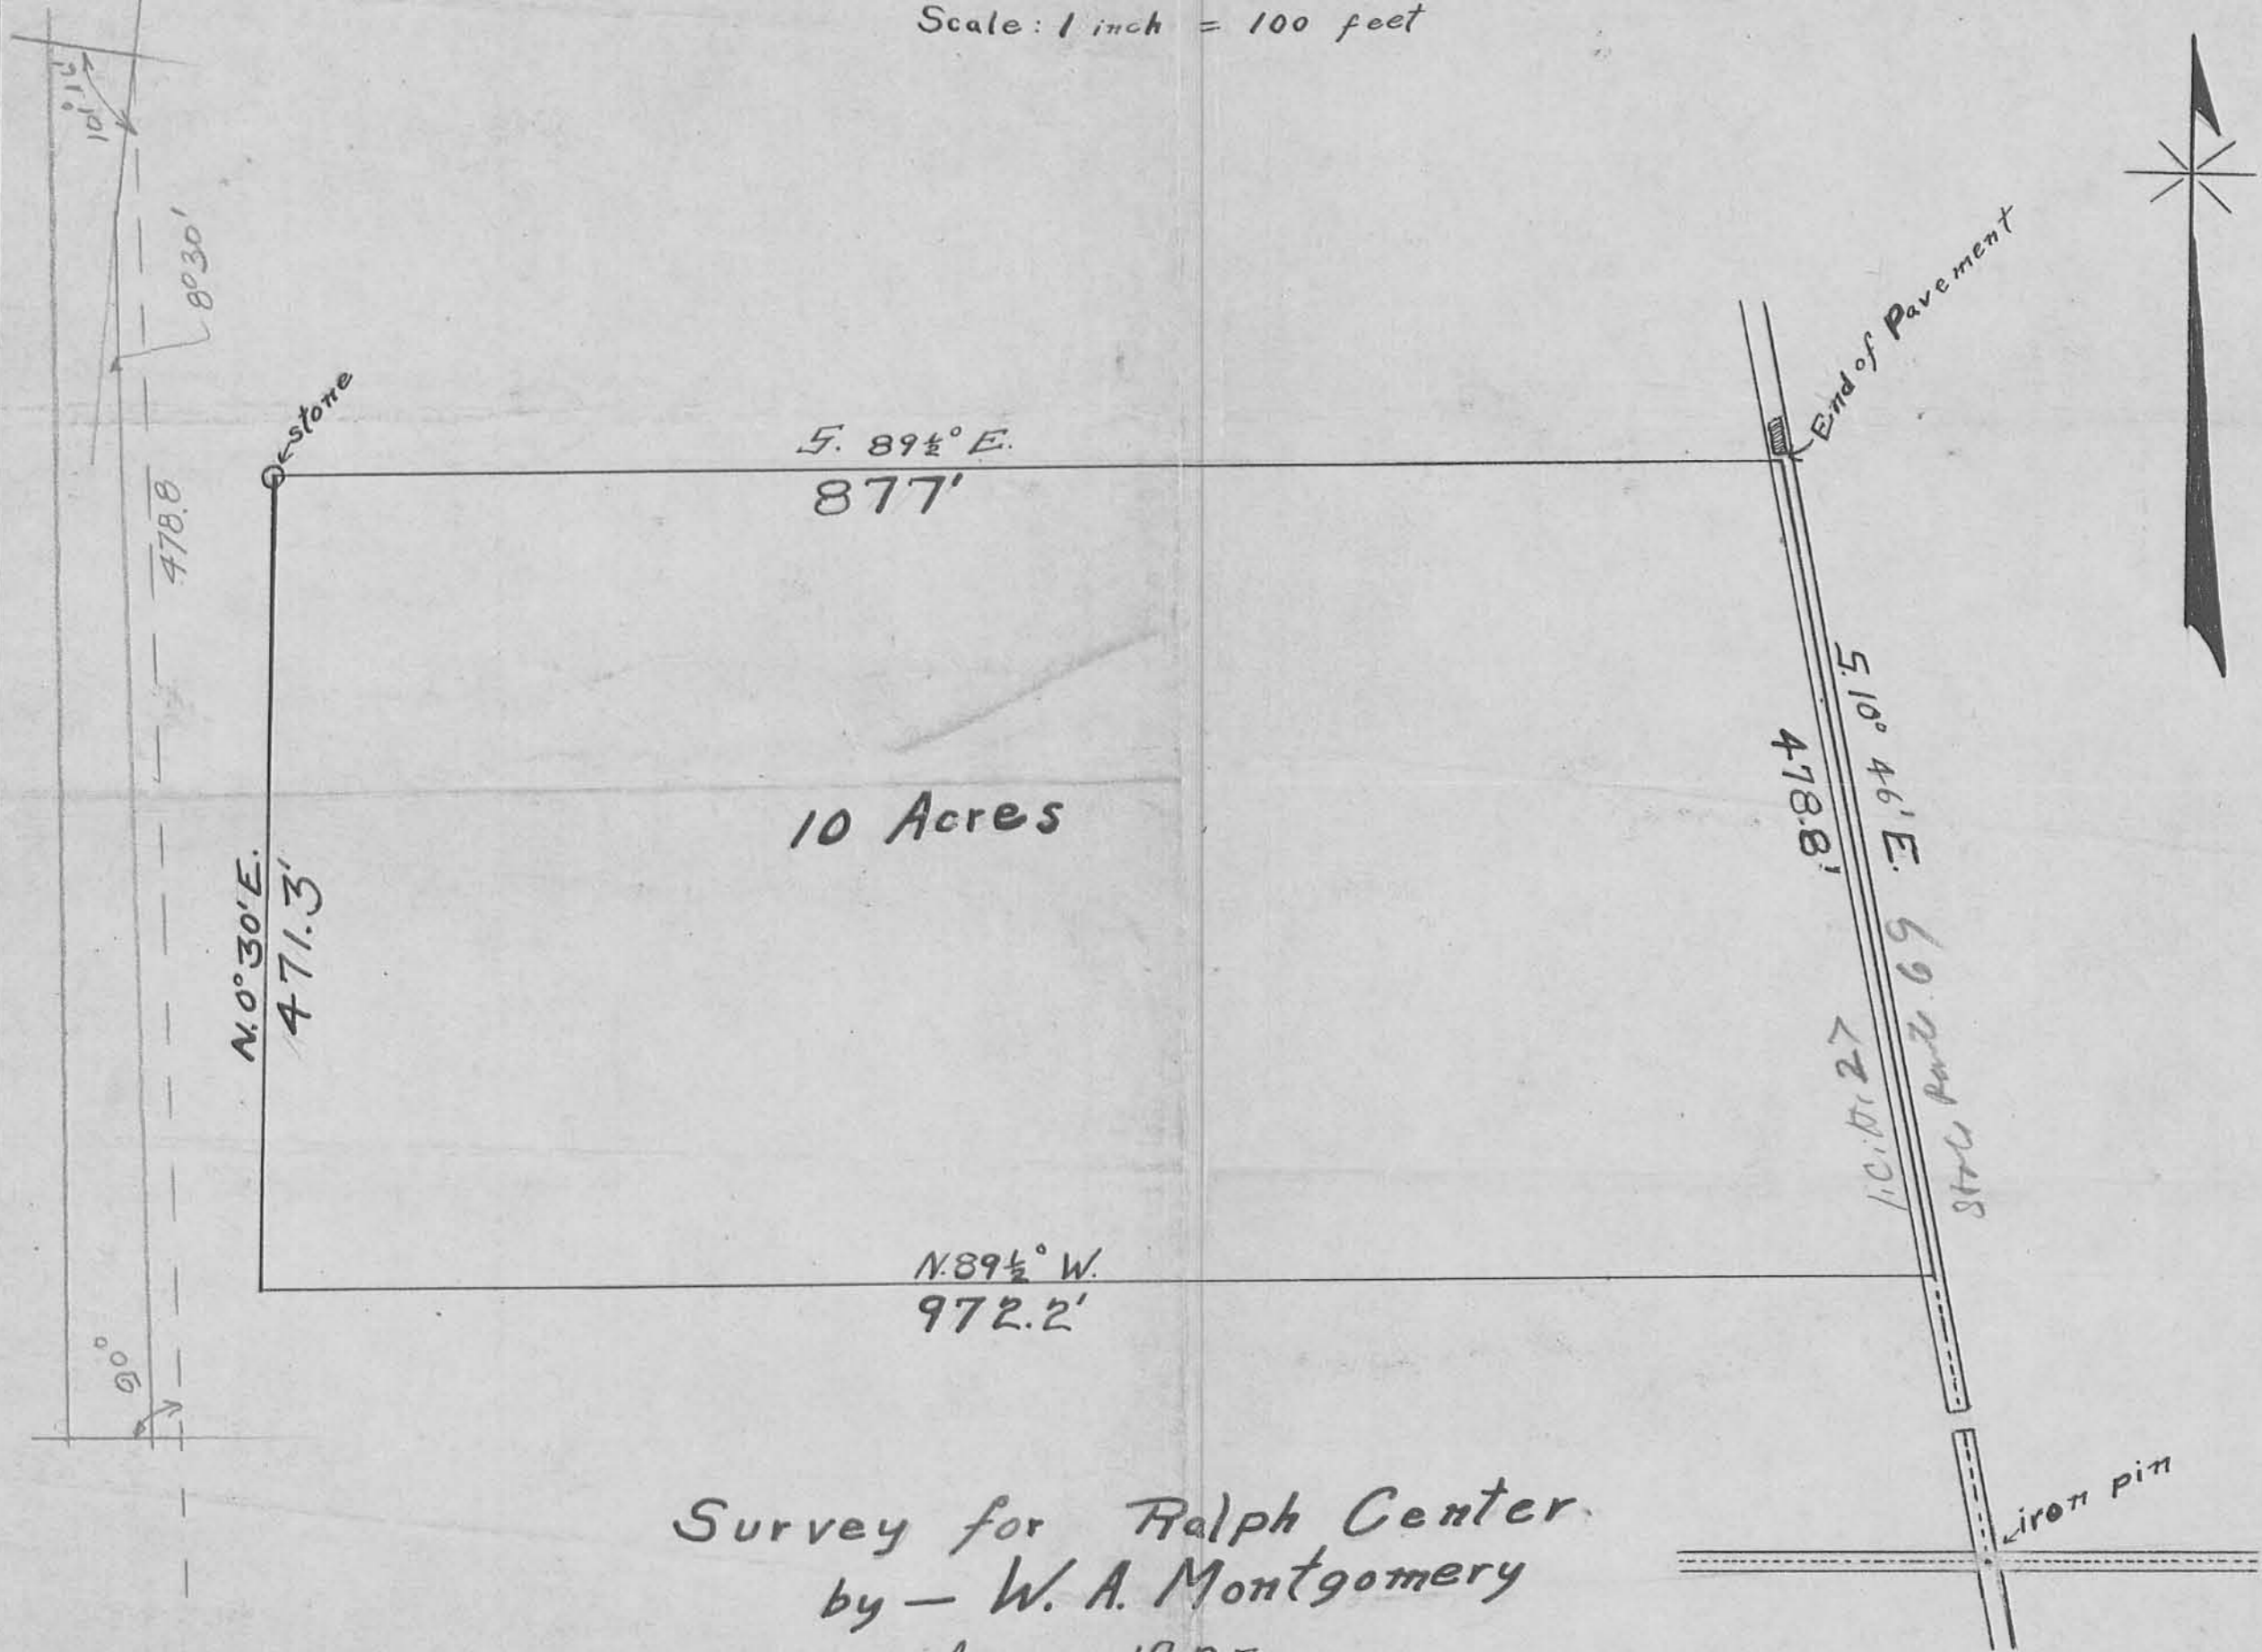 Scale: 1 inch = 100 feet
10° 16'
8°30'
478.8
stone
S. 89½° E.
877'
End of Pavement
S. 10° 46' E.
478.8'
10 Acres
N. 0° 30' E.
471.3'
27
69
N. 89½° W.
972.2'
90°
iron pin
Survey for Ralph Center
by — W. A. Montgomery